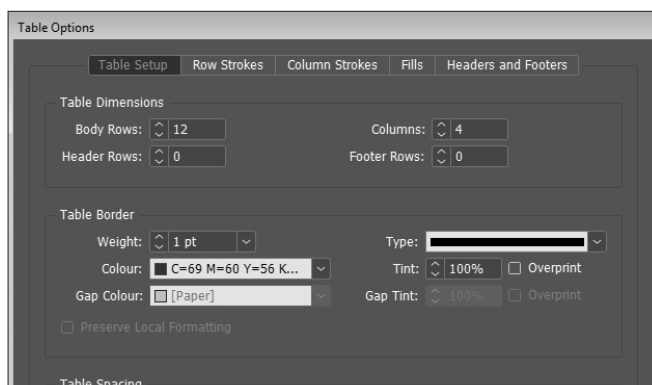 Table Options
Table Setup Row Strokes Column Strokes Fills Headers and Footers
Table Dimensions
Body Rows: 12 Columns: 4
Header Rows: 0 Footer Rows: 0
Table Border
Weight: 1 pt Type:
Colour: C=69 M=60 Y=56 K... Tint: 100% Overprint
Gap Colour: [Paper] Gap Tint: 100% Overprint
Preserve Local Formatting
Table Spacing